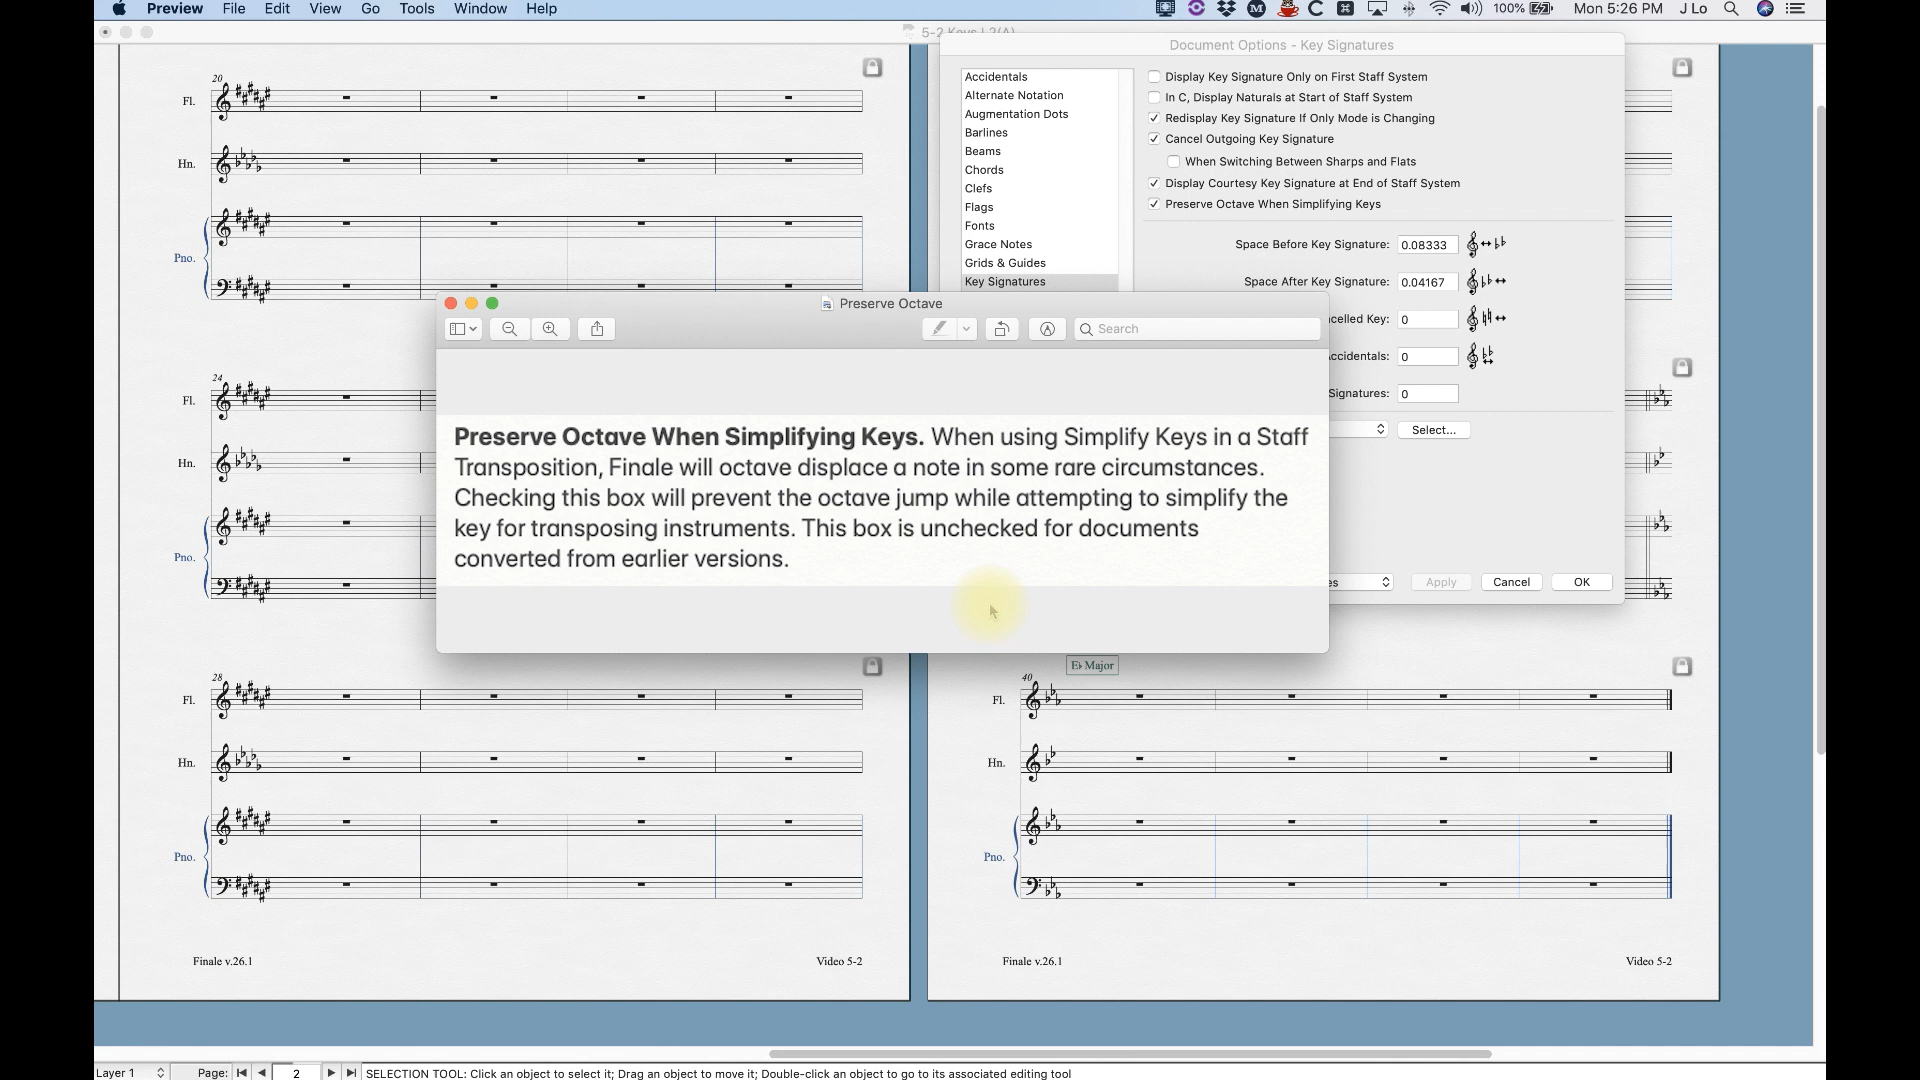 Preview File Edit View Go Tools Window Help 100% Mon 5:26 PM J Lo
Document Options - Key Signatures
Accidentals
Alternate Notation
Augmentation Dots
Barlines
Beams
Chords
Clefs
Flags
Fonts
Grace Notes
Grids & Guides
Key Signatures
Display Key Signature Only on First Staff System
In C, Display Naturals at Start of Staff System
Redisplay Key Signature If Only Mode is Changing
Cancel Outgoing Key Signature
When Switching Between Sharps and Flats
Display Courtesy Key Signature at End of Staff System
Preserve Octave When Simplifying Keys
Space Before Key Signature: 0.08333
Space After Key Signature: 0.04167
celled Key: 0
Accidentals: 0
Signatures: 0
Select...
es Apply Cancel OK
Preserve Octave
Search
Preserve Octave When Simplifying Keys. When using Simplify Keys in a Staff
Transposition, Finale will octave displace a note in some rare circumstances.
Checking this box will prevent the octave jump while attempting to simplify the
key for transposing instruments. This box is unchecked for documents
converted from earlier versions.
20
Fl.
Hn.
Pno.
24
Fl.
Hn.
Pno.
28
Fl.
Hn.
Pno.
Finale v.26.1 Video 5-2
E♭ Major
40
Fl.
Hn.
Pno.
Finale v.26.1 Video 5-2
Layer 1 Page: 2 SELECTION TOOL: Click an object to select it; Drag an object to move it; Double-click an object to go to its associated editing tool